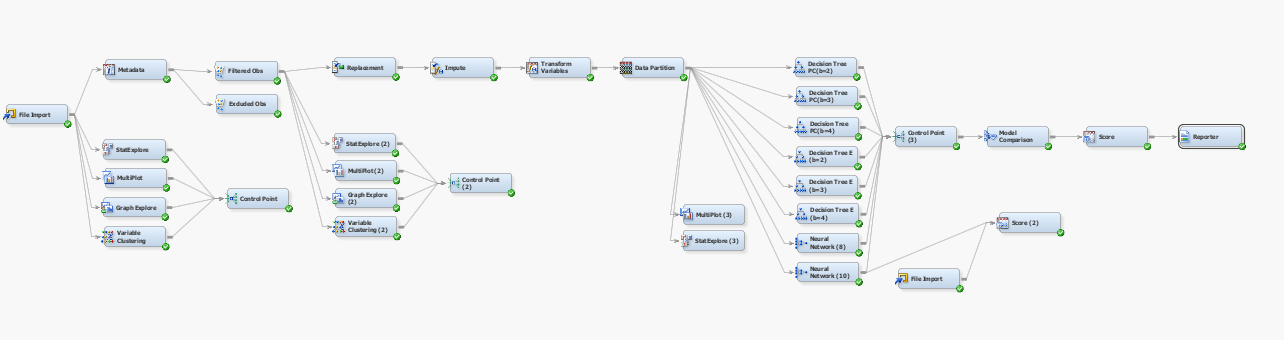 File Import
Metadata
StatExplore
MultiPlot
Graph Explore
Variable
Clustering
Filtered Obs
Excluded Obs
Control Point
Replacement
StatExplore (2)
MultiPlot (2)
Graph Explore
(2)
Variable
Clustering (2)
Impute
Control Point
(2)
Transform
Variables
Data Partition
MultiPlot (3)
StatExplore (3)
Decision Tree
PC(b=2)
Decision Tree
PC(b=3)
Decision Tree
PC(b=4)
Decision Tree E
(b=2)
Decision Tree E
(b=3)
Decision Tree E
(b=4)
Neural
Network (8)
Neural
Network (10)
Control Point
(3)
File Import
Model
Comparison
Score (2)
Score
Reporter